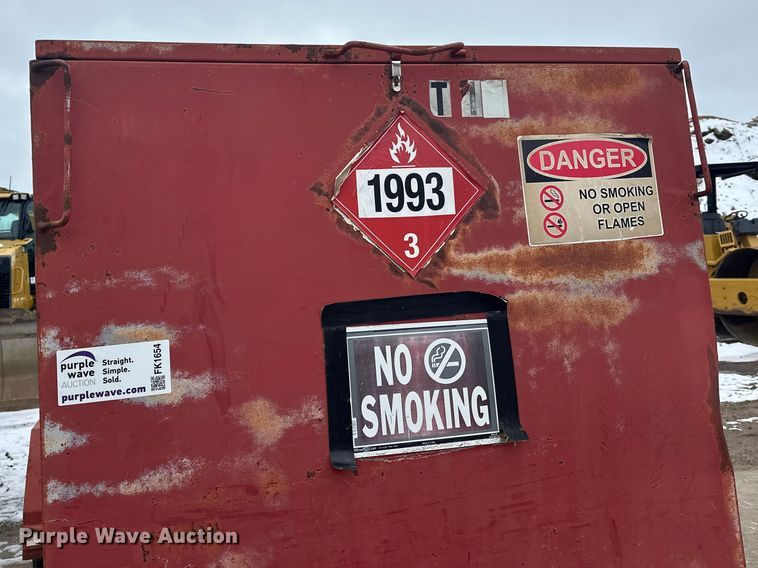 T
1993
3
DANGER
NO SMOKING
OR OPEN
FLAMES
purple
wave
AUCTION
Straight.
Simple.
Sold.
purplewave.com
FK1654
NO
SMOKING
Purple Wave Auction